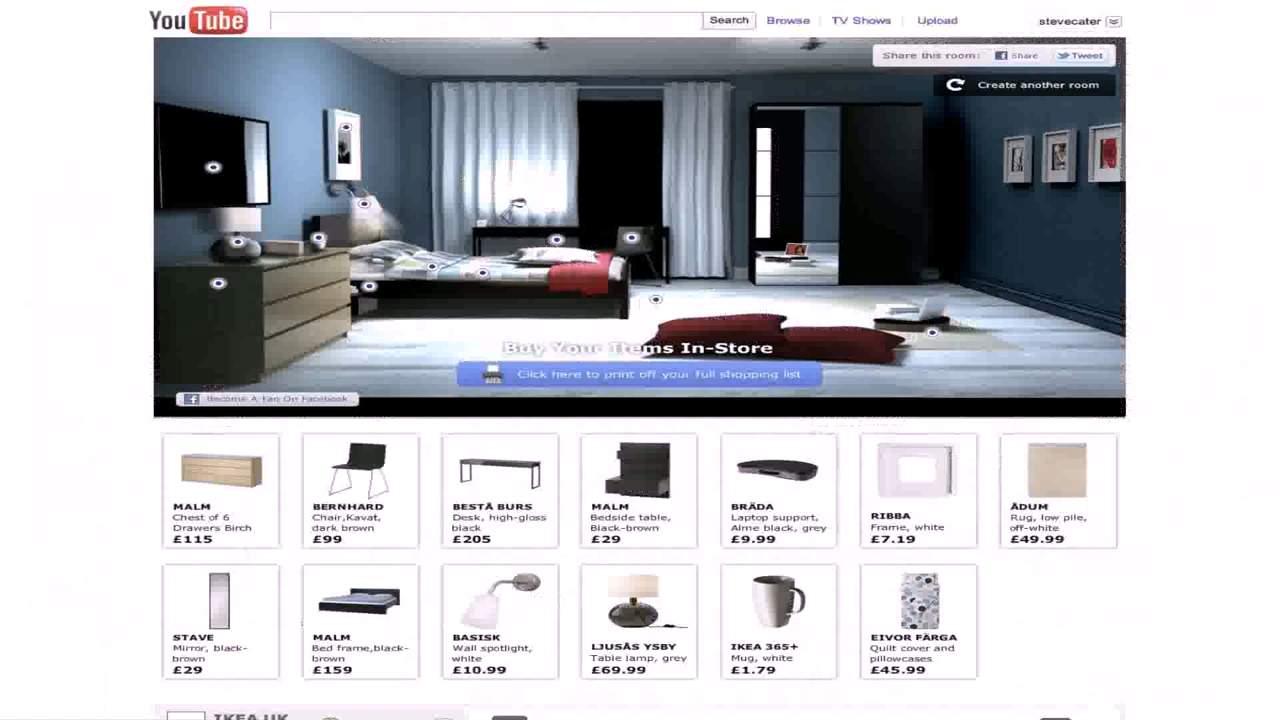 YouTube
Search Browse TV Shows Upload stevecater
Share this room: Share Tweet
Create another room
Buy Your Items In-Store
Click here to print off your full shopping list
Become A Fan On Facebook
MALM
Chest of 6
Drawers Birch
£115
BERNHARD
Chair,Kavat,
dark brown
£99
BESTÅ BURS
Desk, high-gloss
black
£205
MALM
Bedside table,
Black-brown
£29
BRÄDA
Laptop support,
Alme black, grey
£9.99
RIBBA
Frame, white
£7.19
ÅDUM
Rug, low pile,
off-white
£49.99
STAVE
Mirror, black-
brown
£29
MALM
Bed frame,black-
brown
£159
BASISK
Wall spotlight,
white
£10.99
LJUSÅS YSBY
Table lamp, grey
£69.99
IKEA 365+
Mug, white
£1.79
EIVOR FÄRGA
Quilt cover and
pillowcases
£45.99
IKEA UK